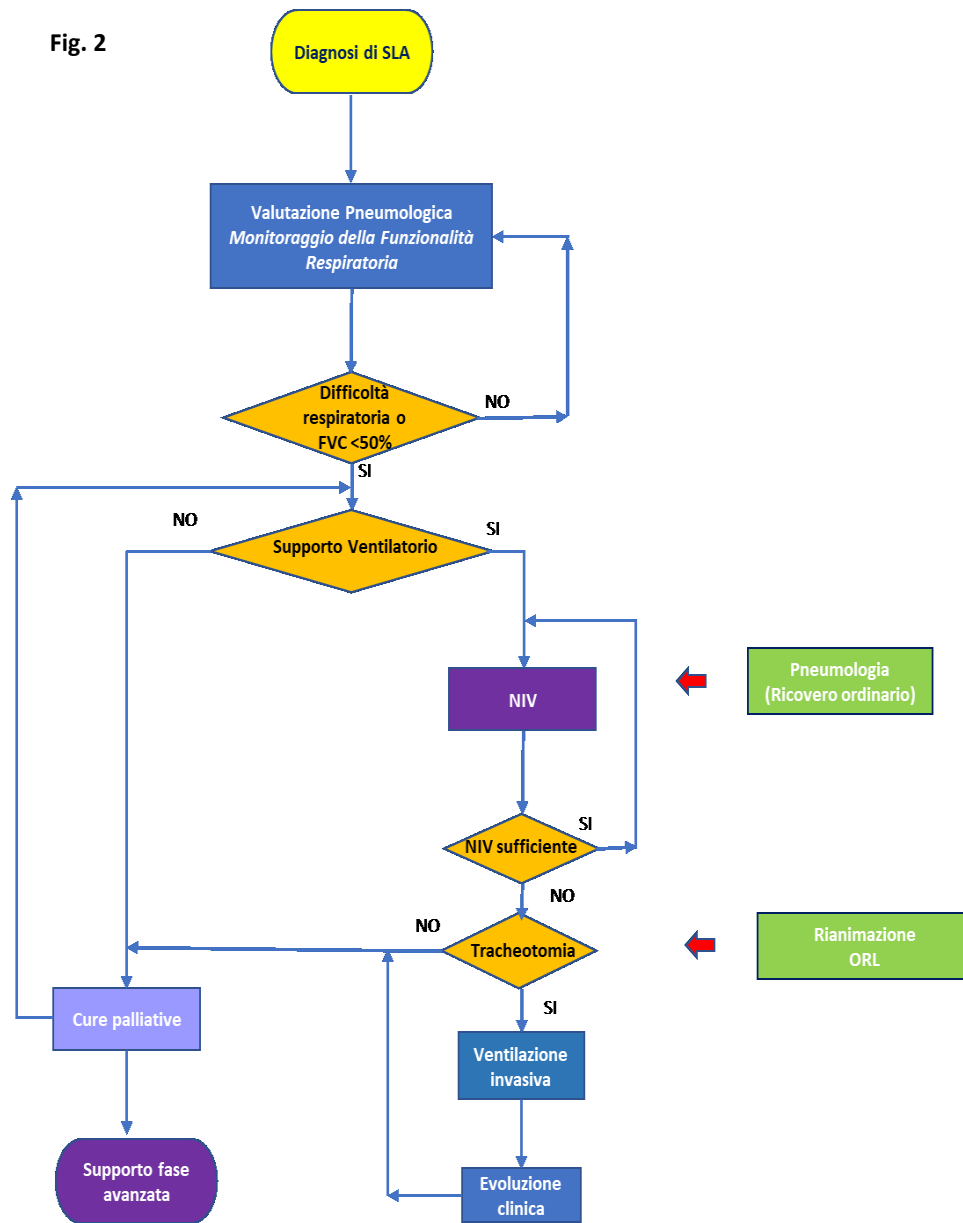 Fig. 2
Diagnosi di SLA
Valutazione Pneumologica
Monitoraggio della Funzionalità
Respiratoria
Difficoltà
respiratoria o
FVC <50%
NO
SI
NO
SI
Supporto Ventilatorio
NIV
Pneumologia
(Ricovero ordinario)
SI
NIV sufficiente
NO
NO
Tracheotomia
Rianimazione
ORL
SI
Cure palliative
Ventilazione
invasiva
Supporto fase
avanzata
Evoluzione
clinica